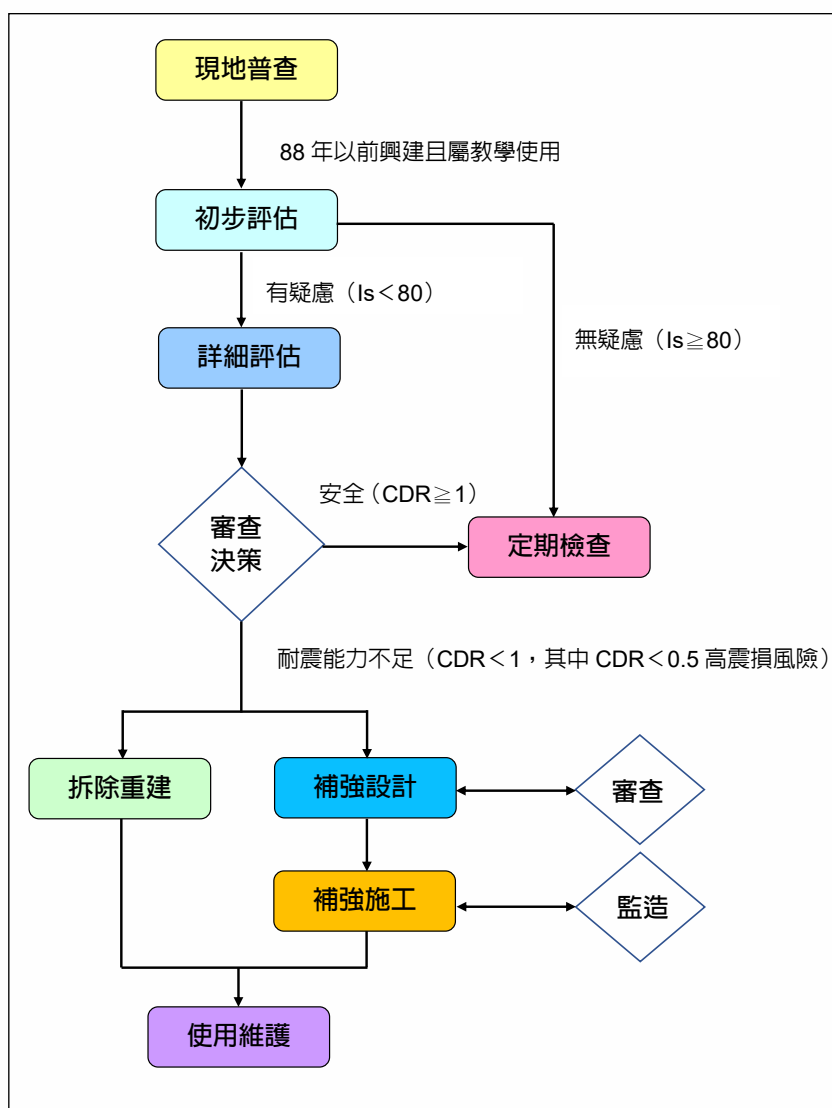 現地普查
88 年以前興建且屬教學使用
初步評估
有疑慮（Is＜80）
無疑慮（Is≧80）
詳細評估
安全（CDR≧1）
審查
決策
定期檢查
耐震能力不足（CDR＜1，其中 CDR＜0.5 高震損風險）
拆除重建
補強設計
審查
補強施工
監造
使用維護